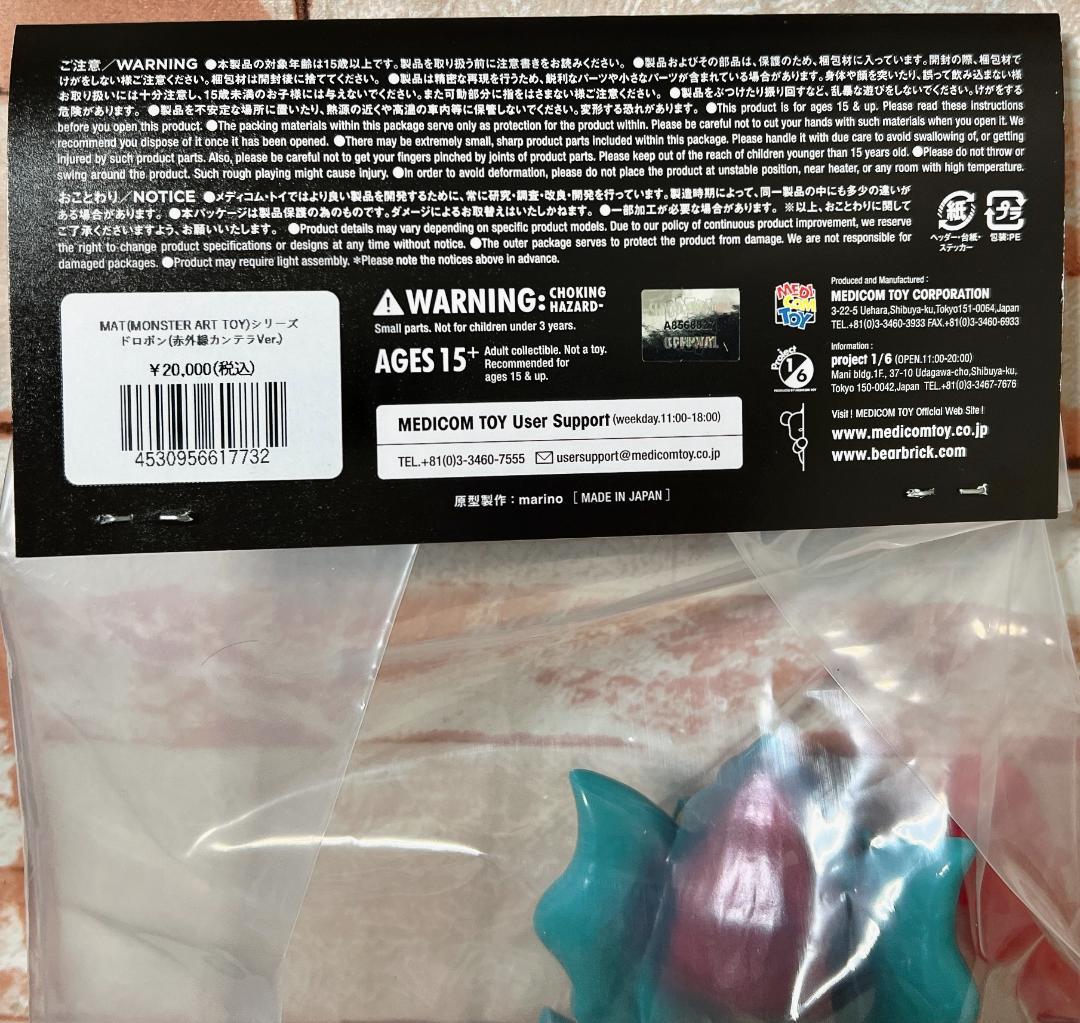 ご注意／WARNING ●本製品の対象年齢は15歳以上です。製品を取り扱う前に注意書きをお読みください。 ●製品およびその部品は、保護のため、梱包材に入っています。開封の際、梱包材で
けがをしない様ご注意ください。梱包材は開封後に捨ててください。 ●製品は精密な再現を行うため、鋭利なパーツや小さなパーツが含まれている場合があります。身体や顔を突いたり、誤って飲み込まない様
お取り扱いには十分注意し、15歳未満のお子様には与えないでください。また可動部分に指をはさまない様ご注意ください。 ●製品をぶつけたり振り回すなど、乱暴な遊びをしないでください。けがをする
危険があります。 ●製品を不安定な場所に置いたり、熱源の近くや高温の車内等に保管しないでください。変形する恐れがあります。 ●This product is for ages 15 & up. Please read these instructions
before you open this product. ●The packing materials within this package serve only as protection for the product within. Please be careful not to cut your hands with such materials when you open it. We
recommend you dispose of it once it has been opened. ●There may be extremely small, sharp product parts included within this package. Please handle it with due care to avoid swallowing of, or getting
injured by such product parts. Also, please be careful not to get your fingers pinched by joints of product parts. Please keep out of the reach of children younger than 15 years old. ●Please do not throw or
swing around the product. Such rough playing might cause injury. ●In order to avoid deformation, please do not place the product at unstable position, near heater, or any room with high temperature.
おことわり／NOTICE ●メディコム・トイではより良い製品を開発するために、常に研究・調査・改良・開発を行っています。製造時期によって、同一製品の中にも多少の違いが
ある場合があります。 ●本パッケージは製品保護の為のものです。ダメージによるお取替えはいたしかねます。 ●一部加工が必要な場合があります。 ※以上、おことわりに関して
ご了承くださいますよう、お願いいたします。 ●Product details may vary depending on specific product models. Due to our policy of continuous product improvement, we reserve
the right to change product specifications or designs at any time without notice. ●The outer package serves to protect the product from damage. We are not responsible for
damaged packages. ●Product may require light assembly. ＊Please note the notices above in advance.
紙
プラ
ヘッダー・台紙・
ステッカー
包装:PE
MAT(MONSTER ART TOY)シリーズ
ドロボン(赤外線カンテラVer.)
￥20,000(税込)
4530956617732
WARNING: CHOKING
HAZARD-
Small parts. Not for children under 3 years.
AGES 15+ Adult collectible. Not a toy.
Recommended for
ages 15 & up.
MEDICOM TOY User Support (weekday.11:00-18:00)
TEL.+81(0)3-3460-7555 usersupport@medicomtoy.co.jp
原型製作：marino [ MADE IN JAPAN ]
MEDI
COM
TOY
Produced and Manufactured :
MEDICOM TOY CORPORATION
3-22-5 Uehara,Shibuya-ku,Tokyo151-0064,Japan
TEL.+81(0)3-3460-3933 FAX.+81(0)3-3460-6933
Project
1/6
Information :
project 1/6 (OPEN.11:00-20:00)
Mani bldg.1F., 37-10 Udagawa-cho,Shibuya-ku,
Tokyo 150-0042,Japan TEL.+81(0)3-3467-7676
Visit ! MEDICOM TOY Official Web Site !
www.medicomtoy.co.jp
www.bearbrick.com